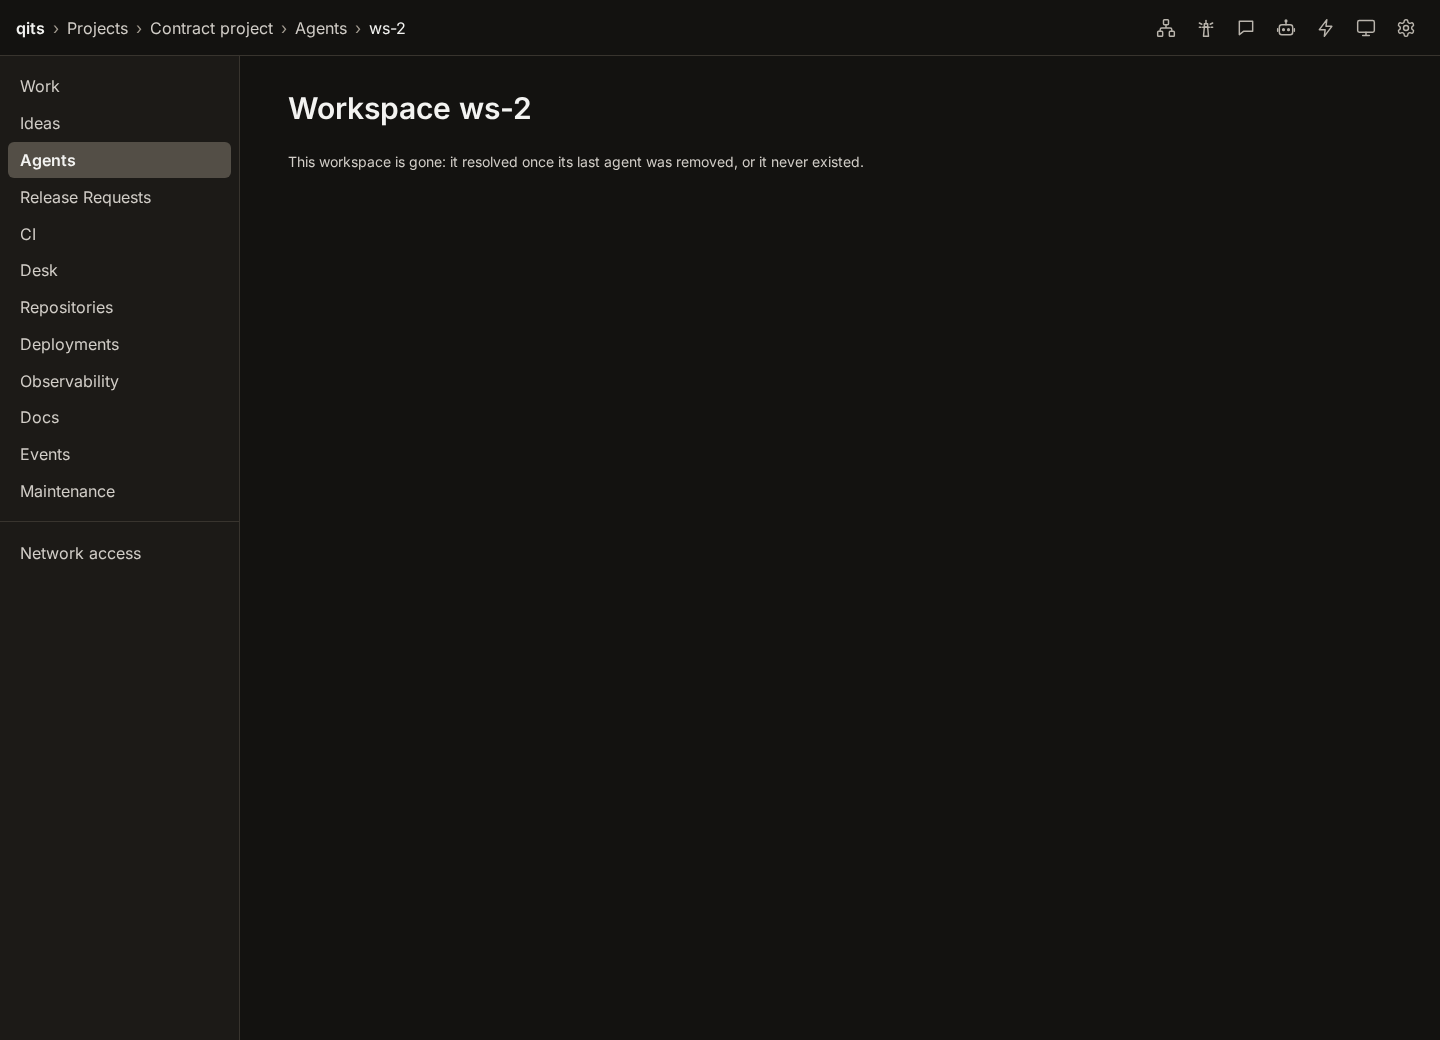 qits › Projects › Contract project › Agents › ws-2
Work
Ideas
Agents
Release Requests
CI
Desk
Repositories
Deployments
Observability
Docs
Events
Maintenance
Network access
Workspace ws-2
This workspace is gone: it resolved once its last agent was removed, or it never existed.